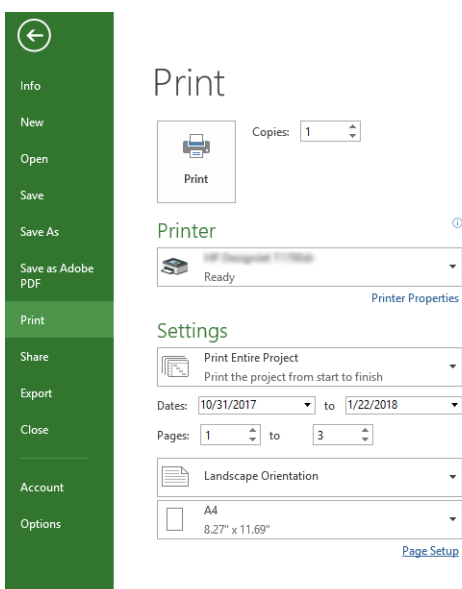 Info
New
Open
Save
Save As
Save as Adobe
PDF
Print
Share
Export
Close
Account
Options
Print
Copies: 1
Print
Printer
Ready
Printer Properties
Settings
Print Entire Project
Print the project from start to finish
Dates: 10/31/2017 to 1/22/2018
Pages: 1 to 3
Landscape Orientation
A4
8.27" x 11.69"
Page Setup